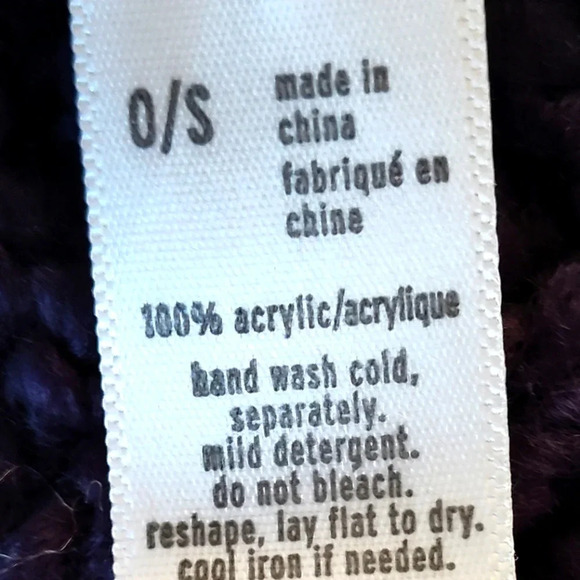 O/S
made in
china
fabriqué en
chine
100% acrylic/acrylique
hand wash cold,
separately.
mild detergent.
do not bleach.
reshape, lay flat to dry.
cool iron if needed.